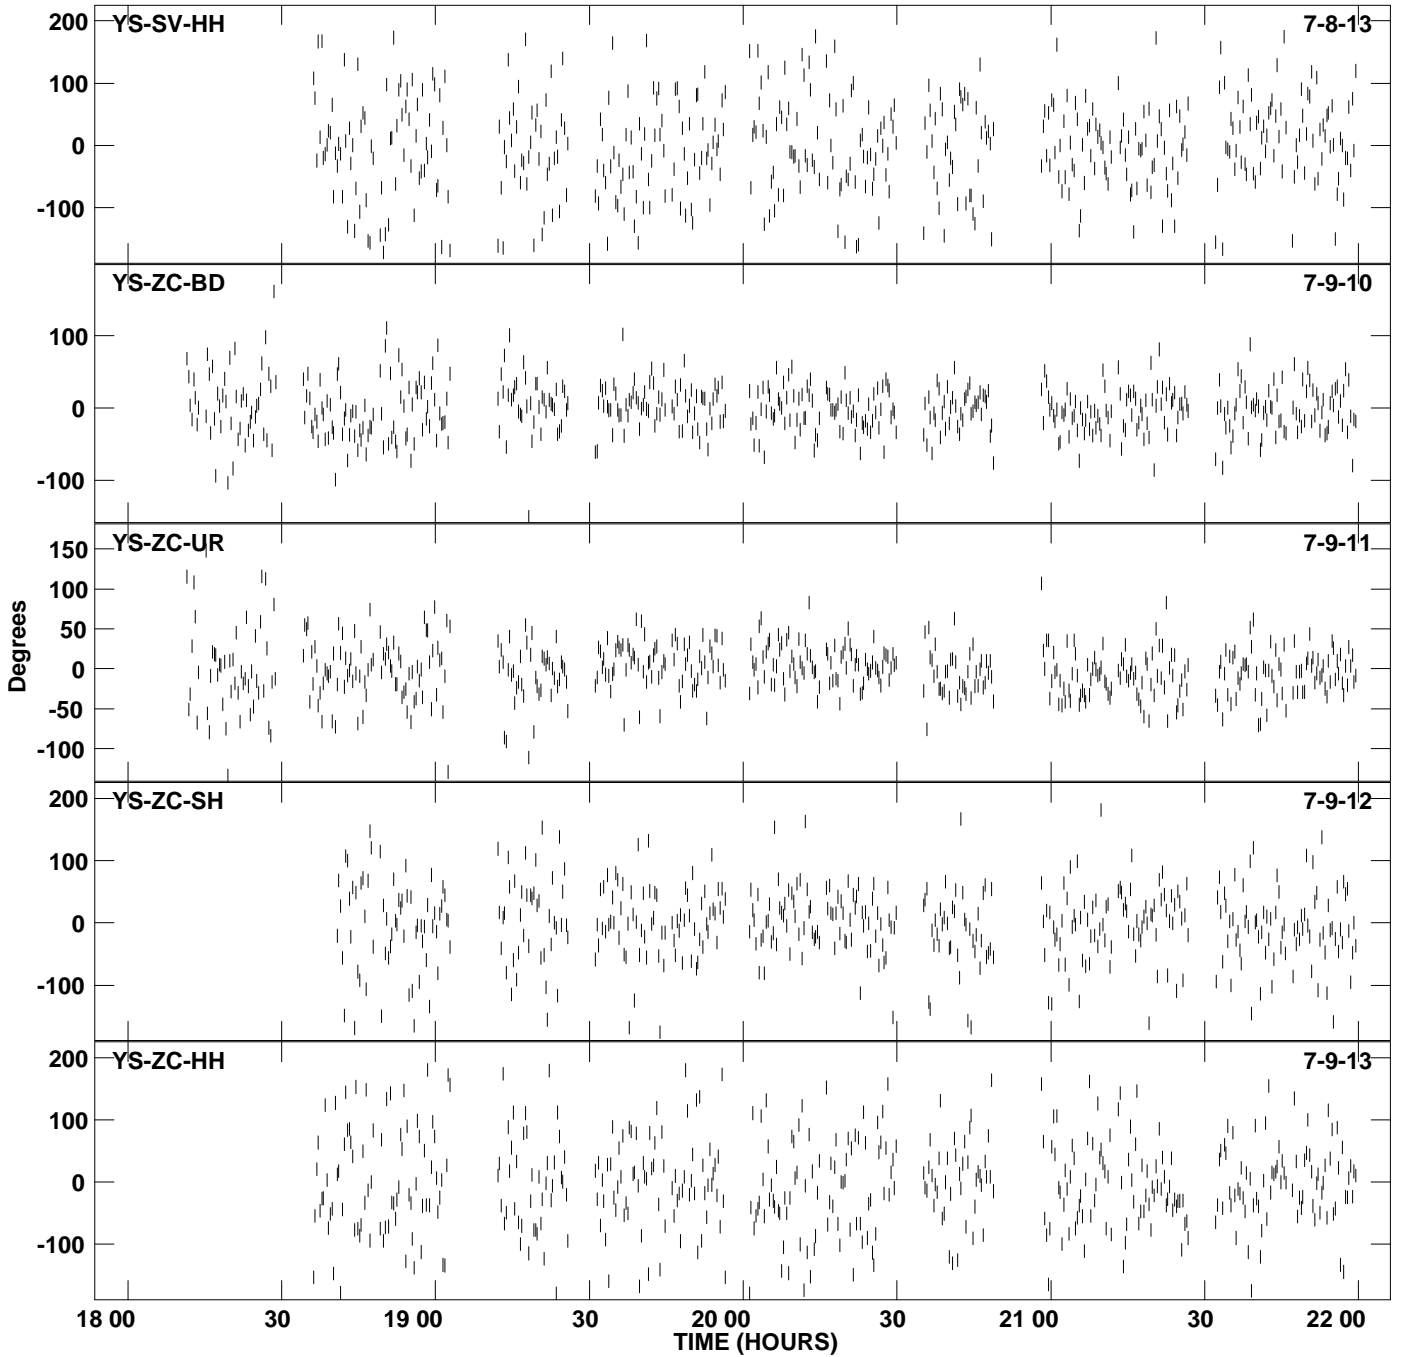 200 YS-SV-HH 7-8-13
100
0
-100
YS-ZC-BD 7-9-10
100
0
-100
YS-ZC-UR 7-9-11
150
100
50
0
-50
-100
Degrees
200 YS-ZC-SH 7-9-12
100
0
-100
200 YS-ZC-HH 7-9-13
100
0
-100
18 00 30 19 00 30 20 00 30 21 00 30 22 00
TIME (HOURS)